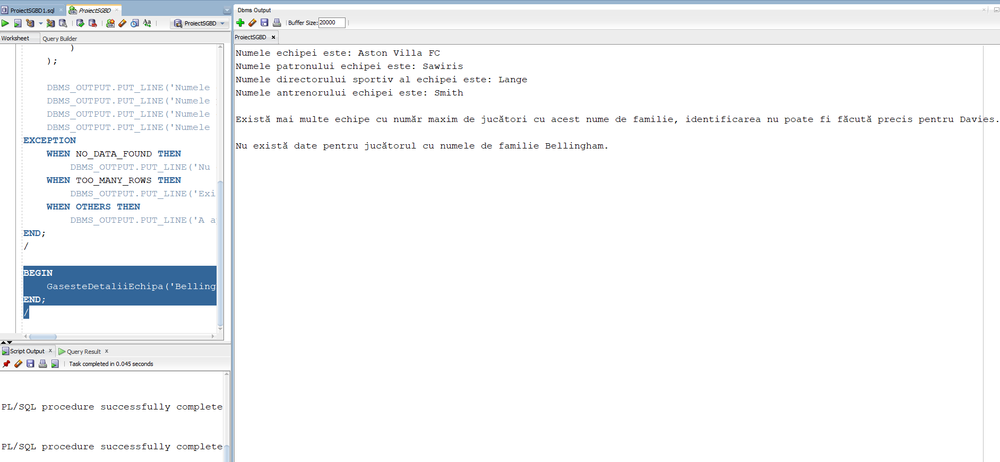 ProiectSGBD1.sql
ProiectSGBD
ProiectSGBD
Worksheet
Query Builder
)
);
DBMS_OUTPUT.PUT_LINE('Numele
DBMS_OUTPUT.PUT_LINE('Numele
DBMS_OUTPUT.PUT_LINE('Numele
DBMS_OUTPUT.PUT_LINE('Numele
EXCEPTION
WHEN NO_DATA_FOUND THEN
DBMS_OUTPUT.PUT_LINE('Nu
WHEN TOO_MANY_ROWS THEN
DBMS_OUTPUT.PUT_LINE('Exi
WHEN OTHERS THEN
DBMS_OUTPUT.PUT_LINE('A a
END;
/
BEGIN
GasesteDetaliiEchipa('Belling
END;
/
Script Output x
Query Result x
Task completed in 0.045 seconds
PL/SQL procedure successfully complete
PL/SQL procedure successfully complete
Dbms Output
Buffer Size: 20000
ProiectSGBD
Numele echipei este: Aston Villa FC
Numele patronului echipei este: Sawiris
Numele directorului sportiv al echipei este: Lange
Numele antrenorului echipei este: Smith
Există mai multe echipe cu număr maxim de jucători cu acest nume de familie, identificarea nu poate fi făcută precis pentru Davies.
Nu există date pentru jucătorul cu numele de familie Bellingham.